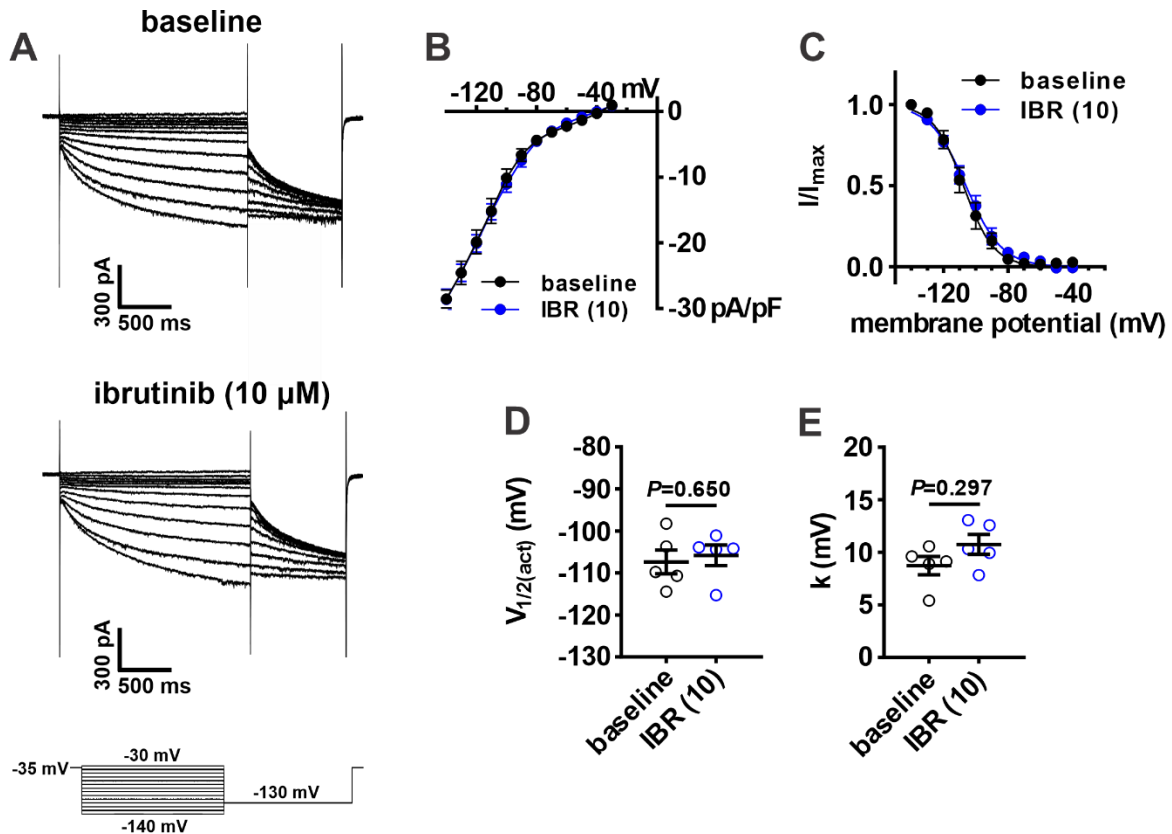 A
baseline
300 pA
500 ms
ibrutinib (10 µM)
300 pA
500 ms
-30 mV
-35 mV
-130 mV
-140 mV
B
-120 -80 -40 mV
0
-10
-20
-30 pA/pF
baseline
IBR (10)
C
baseline
IBR (10)
I/Imax
1.0
0.5
0.0
-120 -80 -40
membrane potential (mV)
D
V1/2(act) (mV)
-80
-90
-100
-110
-120
-130
P=0.650
baseline
IBR (10)
E
k (mV)
20
15
10
5
0
P=0.297
baseline
IBR (10)